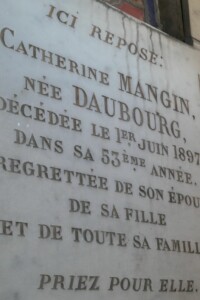 ICI REPOSE:
CATHERINE MANGIN,
NÉE DAUBOURG,
DÉCÉDÉE LE 1ER JUIN 1897
DANS SA 53ÈME ANNÉE.
REGRETTÉE DE SON ÉPOU
DE SA FILLE
ET DE TOUTE SA FAMILL
PRIEZ POUR ELLE.